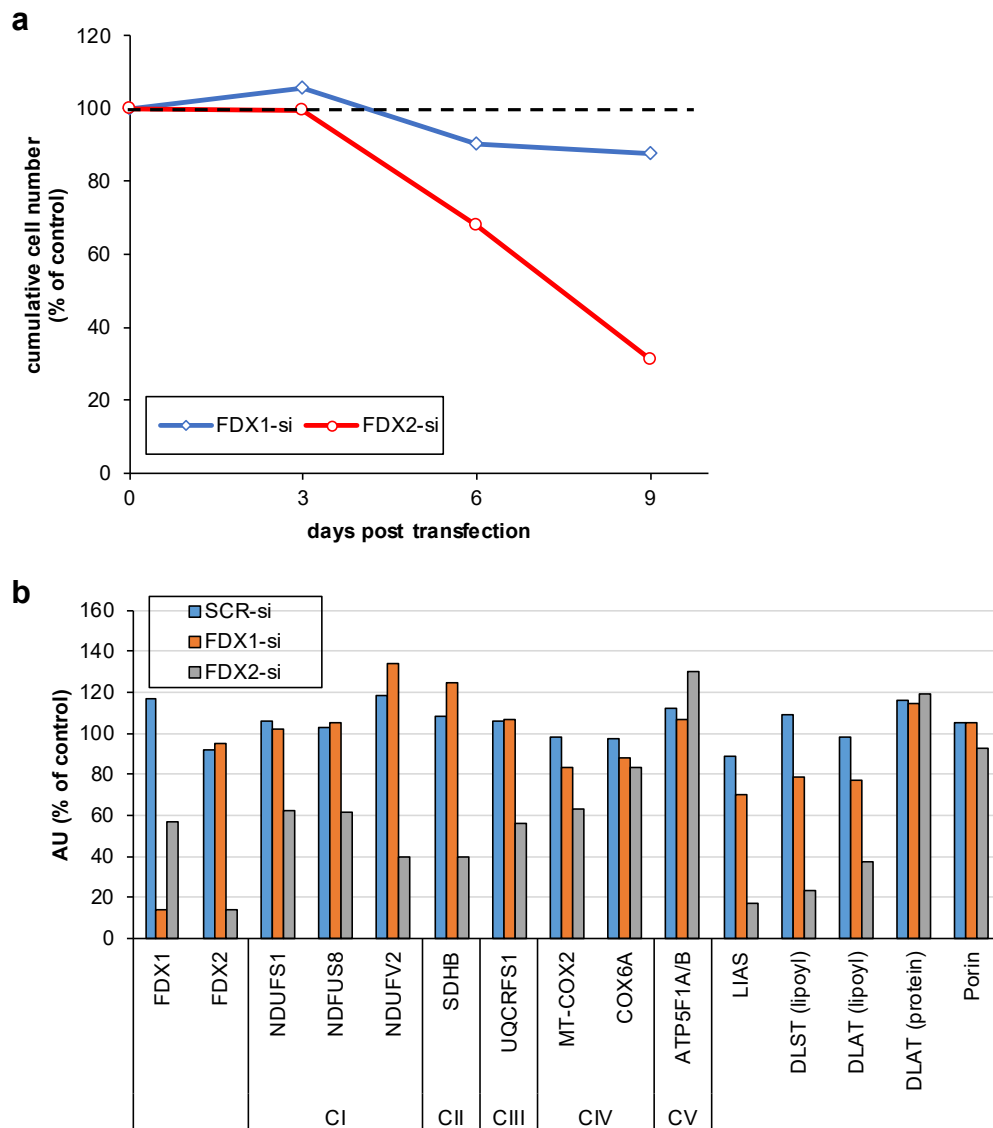 a
120
100
80
60
40
20
0
cumulative cell number
(% of control)
FDX1-si FDX2-si
0 3 6 9
days post transfection
b
SCR-si
FDX1-si
FDX2-si
160
140
120
100
80
60
40
20
0
AU (% of control)
FDX1 FDX2 NDUFS1 NDFUS8 NDUFV2 SDHB UQCRFS1 MT-COX2 COX6A ATP5F1A/B LIAS DLST (lipoyl) DLAT (lipoyl) DLAT (protein) Porin
CI CII CIII CIV CV